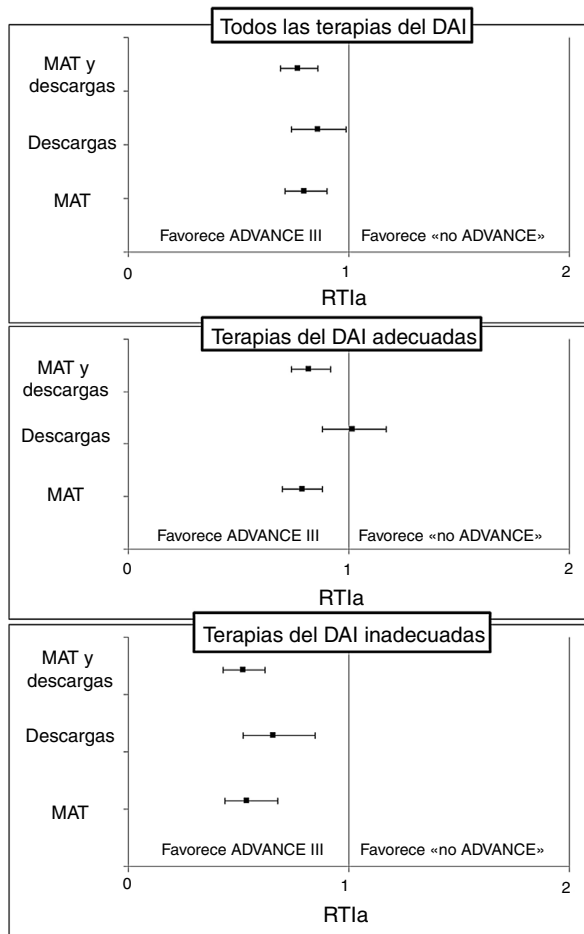 Todos las terapias del DAI
MAT y
descargas
Descargas
MAT
Favorece ADVANCE III
Favorece «no ADVANCE»
0
1
2
RTIa
Terapias del DAI adecuadas
MAT y
descargas
Descargas
MAT
Favorece ADVANCE III
Favorece «no ADVANCE»
0
1
2
RTIa
Terapias del DAI inadecuadas
MAT y
descargas
Descargas
MAT
Favorece ADVANCE III
Favorece «no ADVANCE»
0
1
2
RTIa